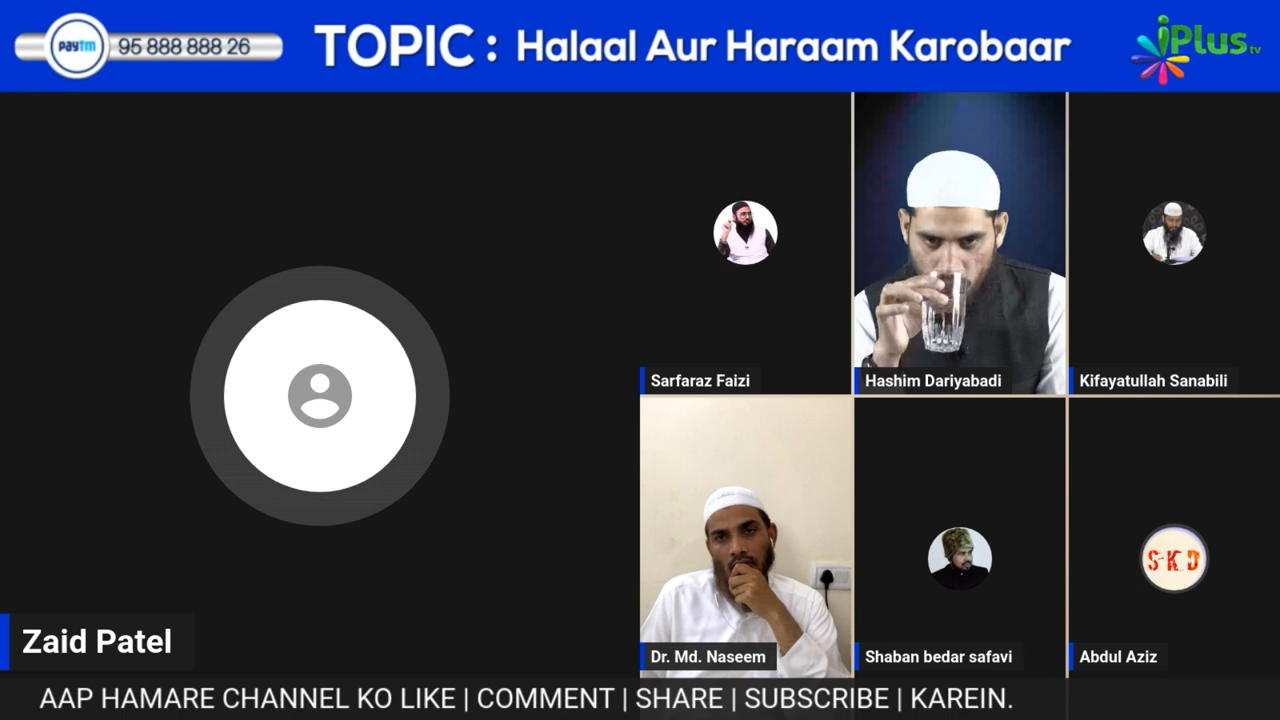 paytm 95 888 888 26
TOPIC : Halaal Aur Haraam Karobaar
iPlus tv
Sarfaraz Faizi
Hashim Dariyabadi
Kifayatullah Sanabili
S·K·D
Zaid Patel
Dr. Md. Naseem
Shaban bedar safavi
Abdul Aziz
AAP HAMARE CHANNEL KO LIKE | COMMENT | SHARE | SUBSCRIBE | KAREIN.